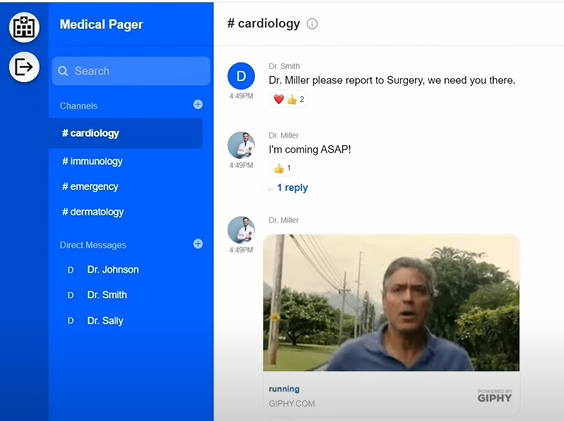 Medical Pager
Search
Channels
# cardiology
# immunology
# emergency
# dermatology
Direct Messages
D Dr. Johnson
D Dr. Smith
D Dr. Sally
# cardiology
Dr. Smith
D
Dr. Miller please report to Surgery, we need you there.
4:49PM
❤️ 👍 2
Dr. Miller
I'm coming ASAP!
4:49PM
👍 1
1 reply
Dr. Miller
4:49PM
running
GIPHY.COM
POWERED BY
GIPHY